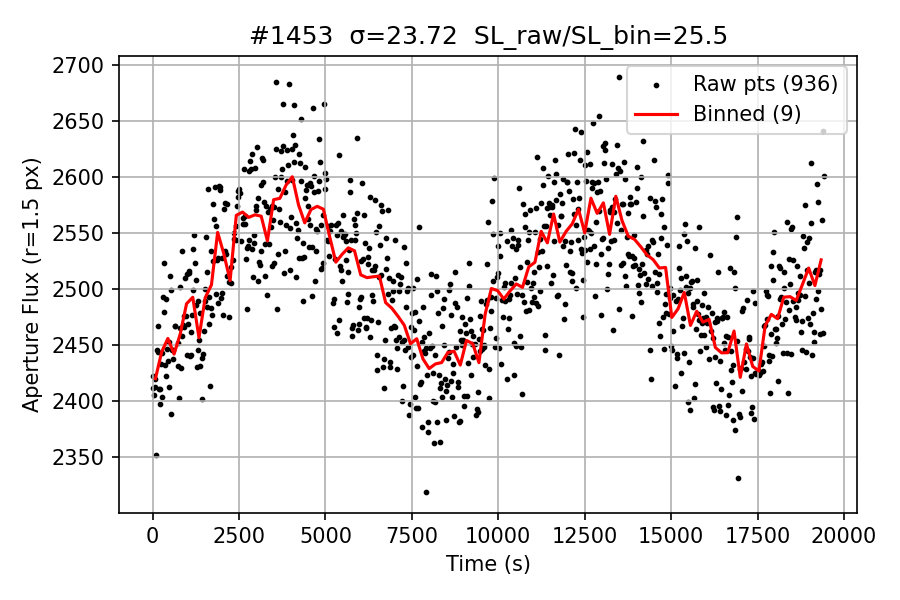 #1453 σ=23.72 SL_raw/SL_bin=25.5
2700
2650
2600
2550
2500
2450
2400
2350
Aperture Flux (r=1.5 px)
Raw pts (936)
Binned (9)
0 2500 5000 7500 10000 12500 15000 17500 20000
Time (s)